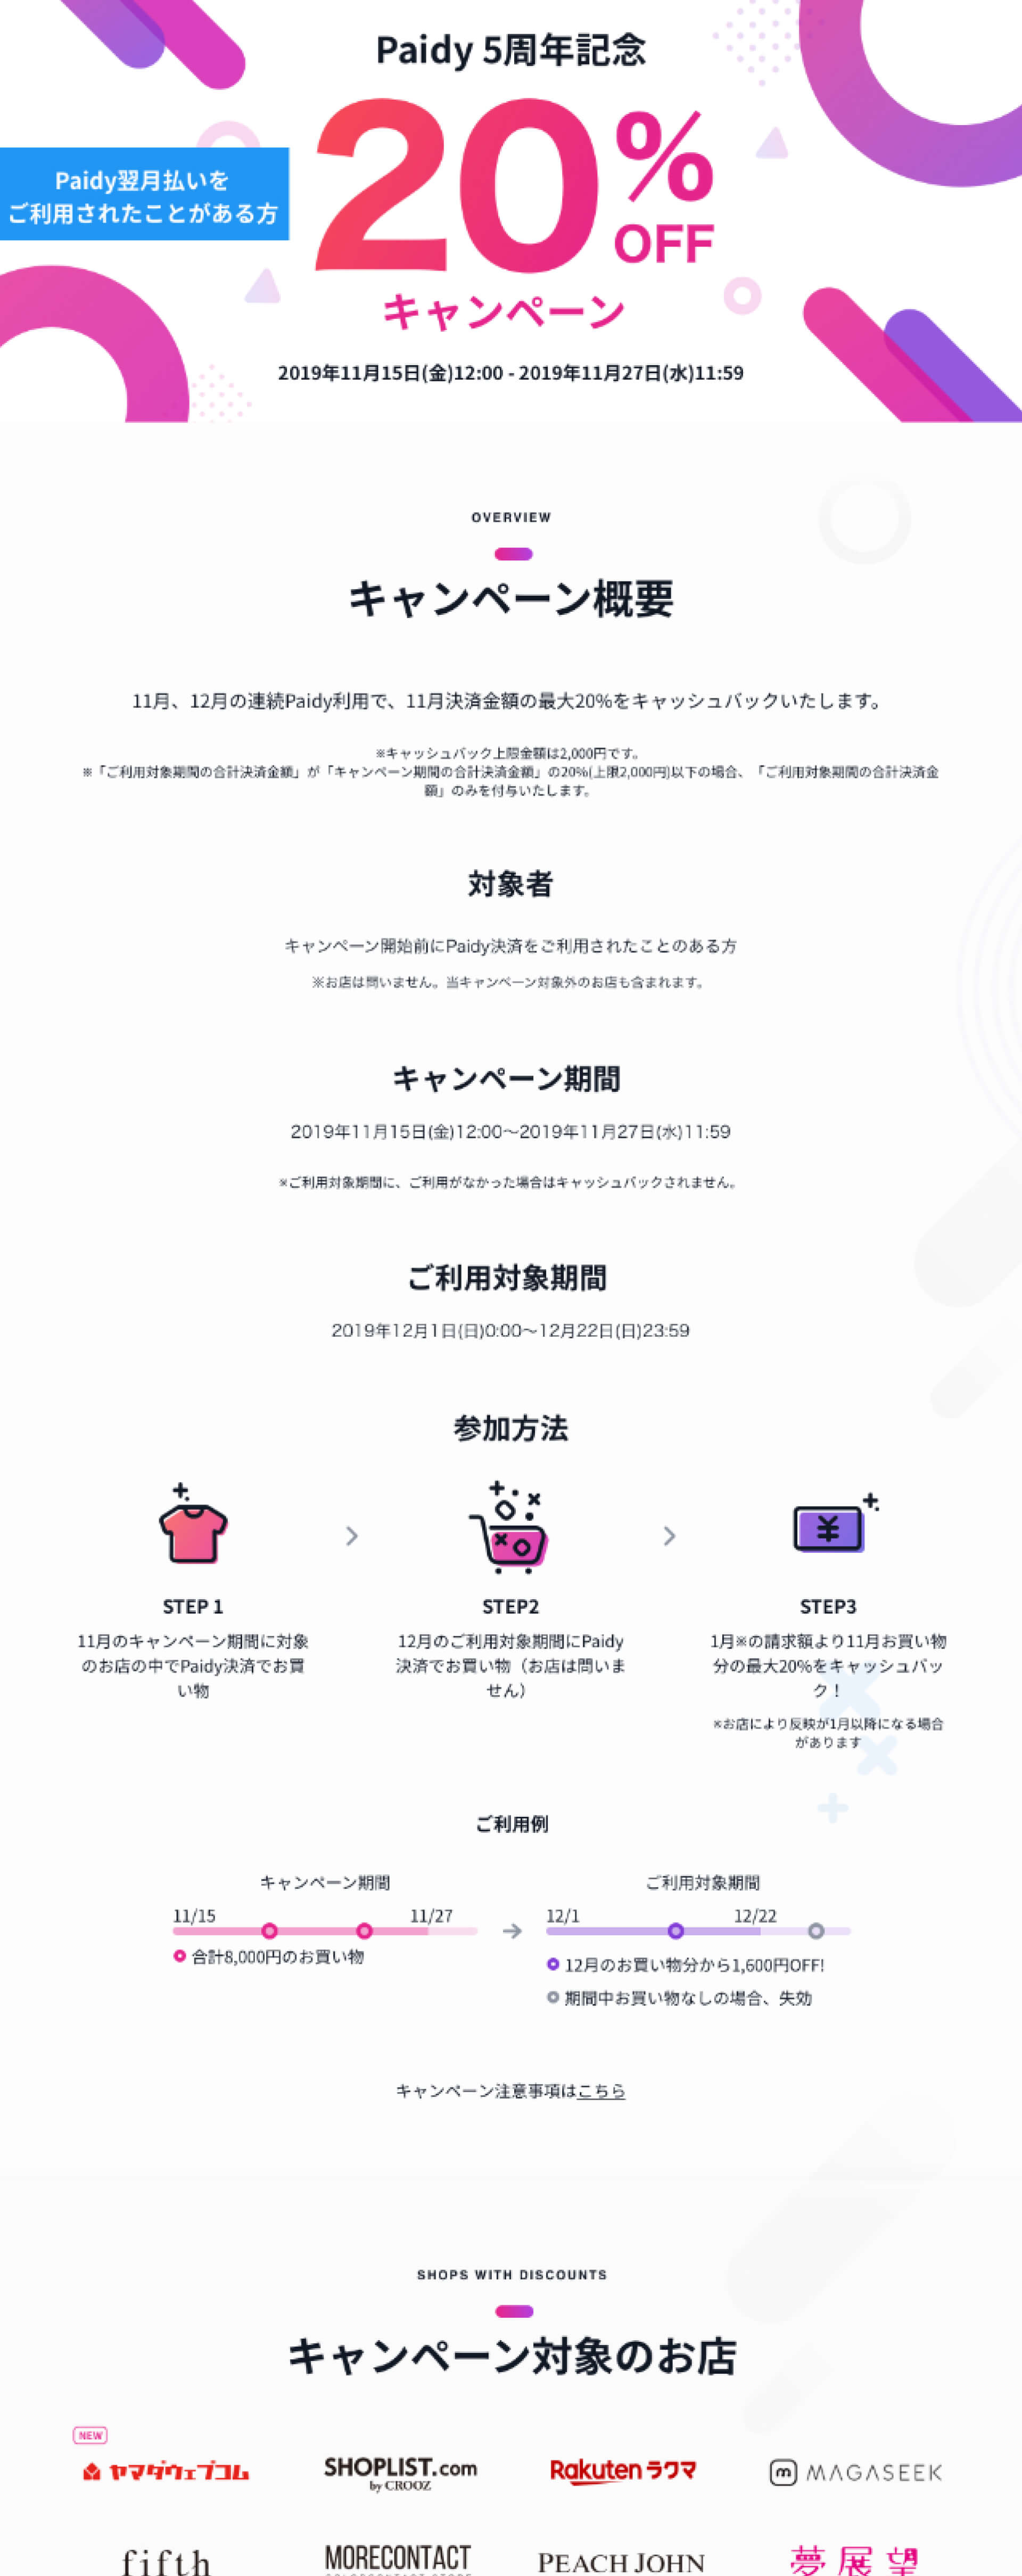 Paidy 5周年記念
Paidy翌月払いを
ご利用されたことがある方
20%
OFF
キャンペーン
2019年11月15日(金)12:00 - 2019年11月27日(水)11:59
OVERVIEW
キャンペーン概要
11月、12月の連続Paidy利用で、11月決済金額の最大20%をキャッシュバックいたします。
※キャッシュバック上限金額は2,000円です。
※「ご利用対象期間の合計決済金額」が「キャンペーン期間の合計決済金額」の20%(上限2,000円)以下の場合、「ご利用対象期間の合計決済金
額」のみを付与いたします。
対象者
キャンペーン開始前にPaidy決済をご利用されたことのある方
※お店は問いません。当キャンペーン対象外のお店も含まれます。
キャンペーン期間
2019年11月15日(金)12:00〜2019年11月27日(水)11:59
※ご利用対象期間に、ご利用がなかった場合はキャッシュバックされません。
ご利用対象期間
2019年12月1日(日)0:00〜12月22日(日)23:59
参加方法
STEP 1
11月のキャンペーン期間に対象
のお店の中でPaidy決済でお買
い物
STEP2
12月のご利用対象期間にPaidy
決済でお買い物（お店は問いま
せん）
STEP3
1月※の請求額より11月お買い物
分の最大20%をキャッシュバッ
ク！
※お店により反映が1月以降になる場合
があります
ご利用例
キャンペーン期間
11/15 11/27
合計8,000円のお買い物
ご利用対象期間
12/1 12/22
12月のお買い物分から1,600円OFF!
期間中お買い物なしの場合、失効
キャンペーン注意事項はこちら
SHOPS WITH DISCOUNTS
キャンペーン対象のお店
NEW
ヤマダウェブコム
SHOPLIST.com
by CROOZ
Rakuten ラクマ
m MAGASEEK
fifth
MORECONTACT
PEACH JOHN
夢展望